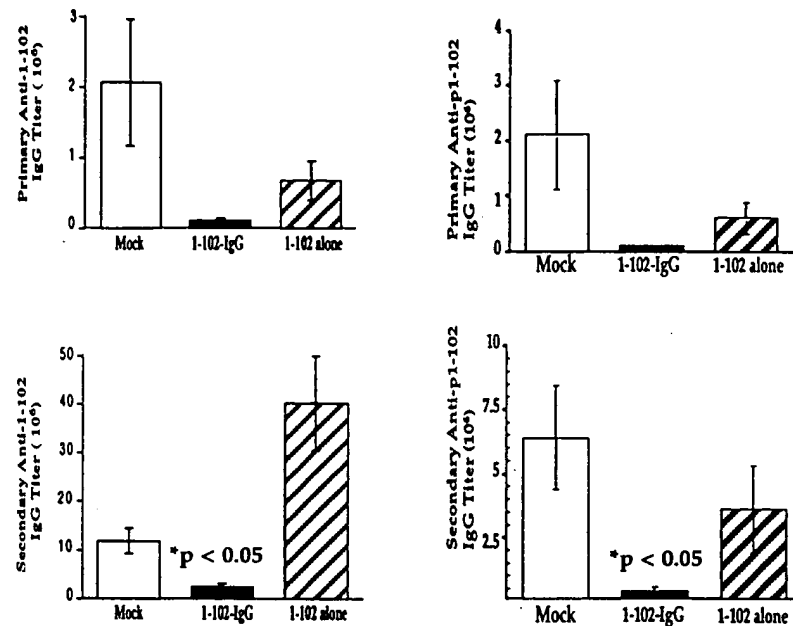 Primary Anti-1-102
IgG Titer ( 10⁶)
3
2
1
0
Mock
1-102-IgG
1-102 alone
Primary Anti-p1-102
IgG Titer (10⁴)
4
3
2
1
0
Mock
1-102-IgG
1-102 alone
Secondary Anti-1-102
IgG Titer ( 10⁶)
50
40
30
20
10
0
*p < 0.05
Mock
1-102-IgG
1-102 alone
Secondary Anti-p1-102
IgG Titer (10⁴)
10
7.5
5
2.5
*p < 0.05
Mock
1-102-IgG
1-102 alone